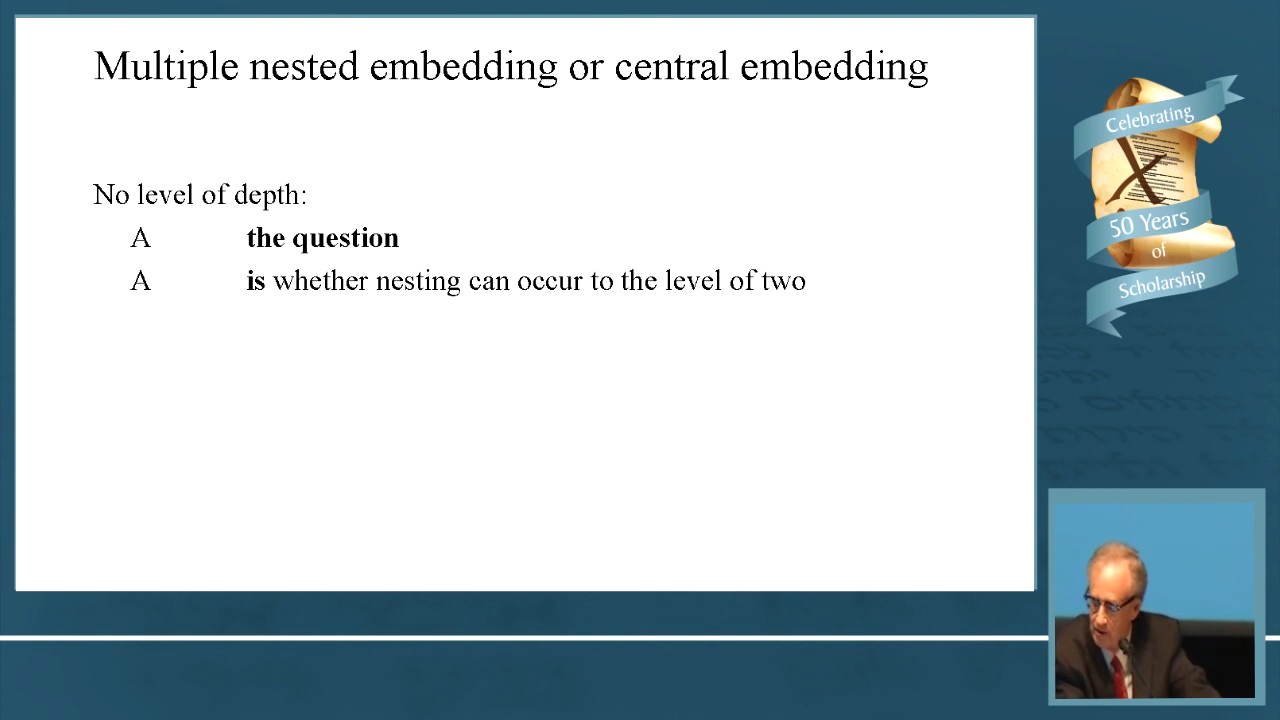 Multiple nested embedding or central embedding
No level of depth:
A the question
A is whether nesting can occur to the level of two
Celebrating
50 Years
of
Scholarship